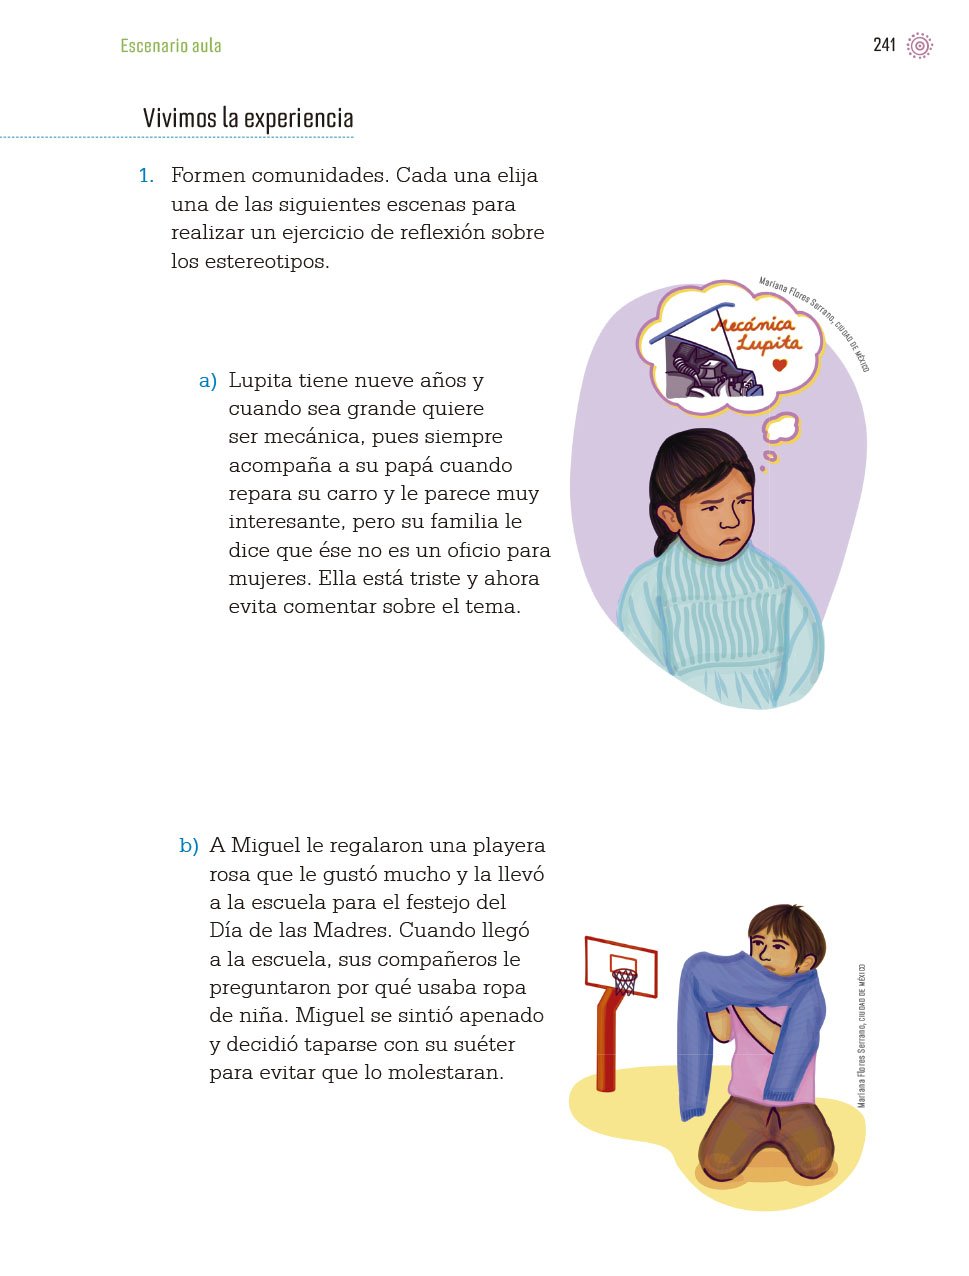 Escenario aula
241
Vivimos la experiencia
1. Formen comunidades. Cada una elija
una de las siguientes escenas para
realizar un ejercicio de reflexión sobre
los estereotipos.
Mariana Flores Serrano, CIUDAD DE MÉXICO
Mecánica
Lupita
a) Lupita tiene nueve años y
cuando sea grande quiere
ser mecánica, pues siempre
acompaña a su papá cuando
repara su carro y le parece muy
interesante, pero su familia le
dice que ése no es un oficio para
mujeres. Ella está triste y ahora
evita comentar sobre el tema.
b) A Miguel le regalaron una playera
rosa que le gustó mucho y la llevó
a la escuela para el festejo del
Día de las Madres. Cuando llegó
a la escuela, sus compañeros le
preguntaron por qué usaba ropa
de niña. Miguel se sintió apenado
y decidió taparse con su suéter
para evitar que lo molestaran.
Mariana Flores Serrano, CIUDAD DE MÉXICO